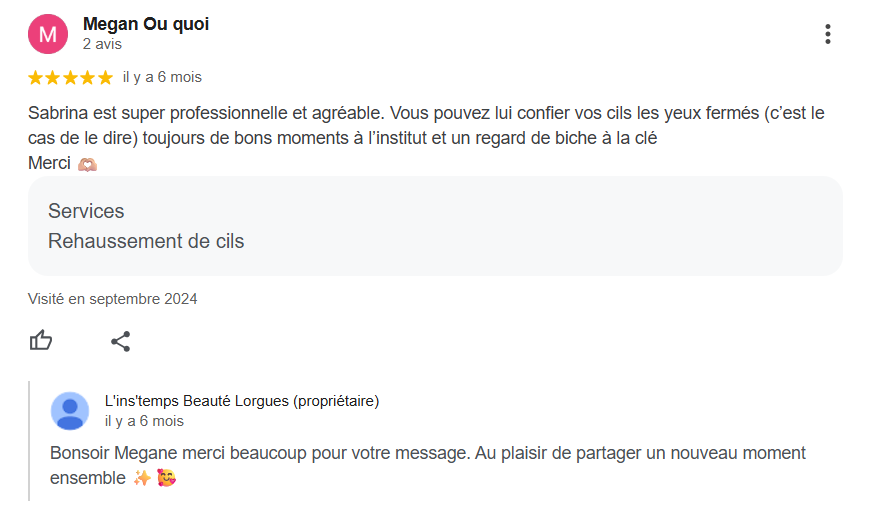 M
Megan Ou quoi
2 avis
il y a 6 mois
Sabrina est super professionnelle et agréable. Vous pouvez lui confier vos cils les yeux fermés (c’est le
cas de le dire) toujours de bons moments à l’institut et un regard de biche à la clé
Merci 🫶🏼
Services
Rehaussement de cils
Visité en septembre 2024
L'ins'temps Beauté Lorgues (propriétaire)
il y a 6 mois
Bonsoir Megane merci beaucoup pour votre message. Au plaisir de partager un nouveau moment
ensemble ✨ 🥰